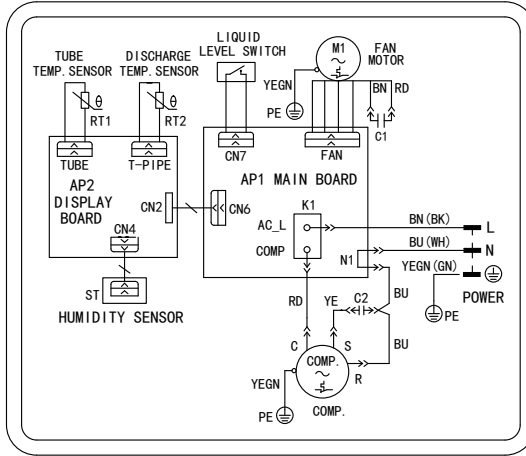 TUBE
TEMP. SENSOR
DISCHARGE
TEMP. SENSOR
LIQUID
LEVEL SWITCH
M1
FAN
MOTOR
θ
RT1
θ
RT2
YEGN
PE
BN
RD
C1
TUBE
T-PIPE
CN7
FAN
AP2
DISPLAY
BOARD
AP1 MAIN BOARD
CN2
CN6
K1
AC_L
COMP
BN(BK)
L
CN4
BU(WH)
N
N1
YEGN(GN)
POWER
PE
ST
HUMIDITY SENSOR
RD
YE
C2
BU
BU
C
S
R
COMP.
YEGN
PE
COMP.